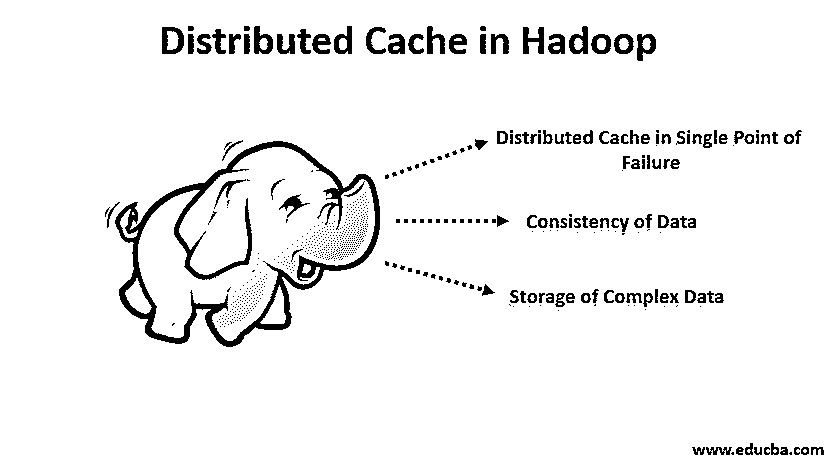 Distributed Cache in Hadoop
Distributed Cache in Single Point of
Failure
Consistency of Data
Storage of Complex Data
www.educba.com